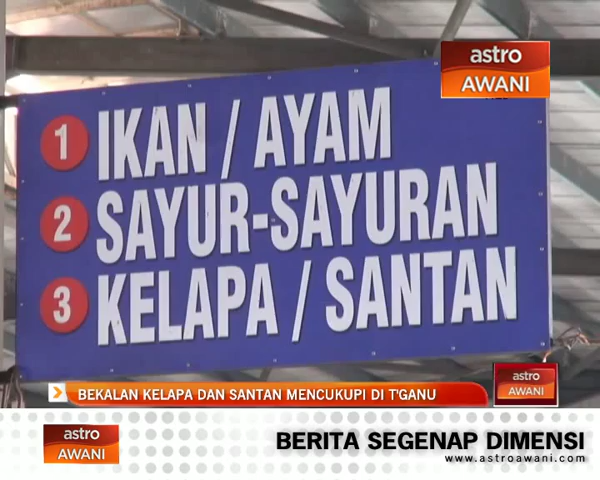 astro
AWANI
1 IKAN / AYAM
2 SAYUR-SAYURAN
3 KELAPA / SANTAN
BEKALAN KELAPA DAN SANTAN MENCUKUPI DI T'GANU
astro
AWANI
astro
AWANI
BERITA SEGENAP DIMENSI
www.astroawani.com